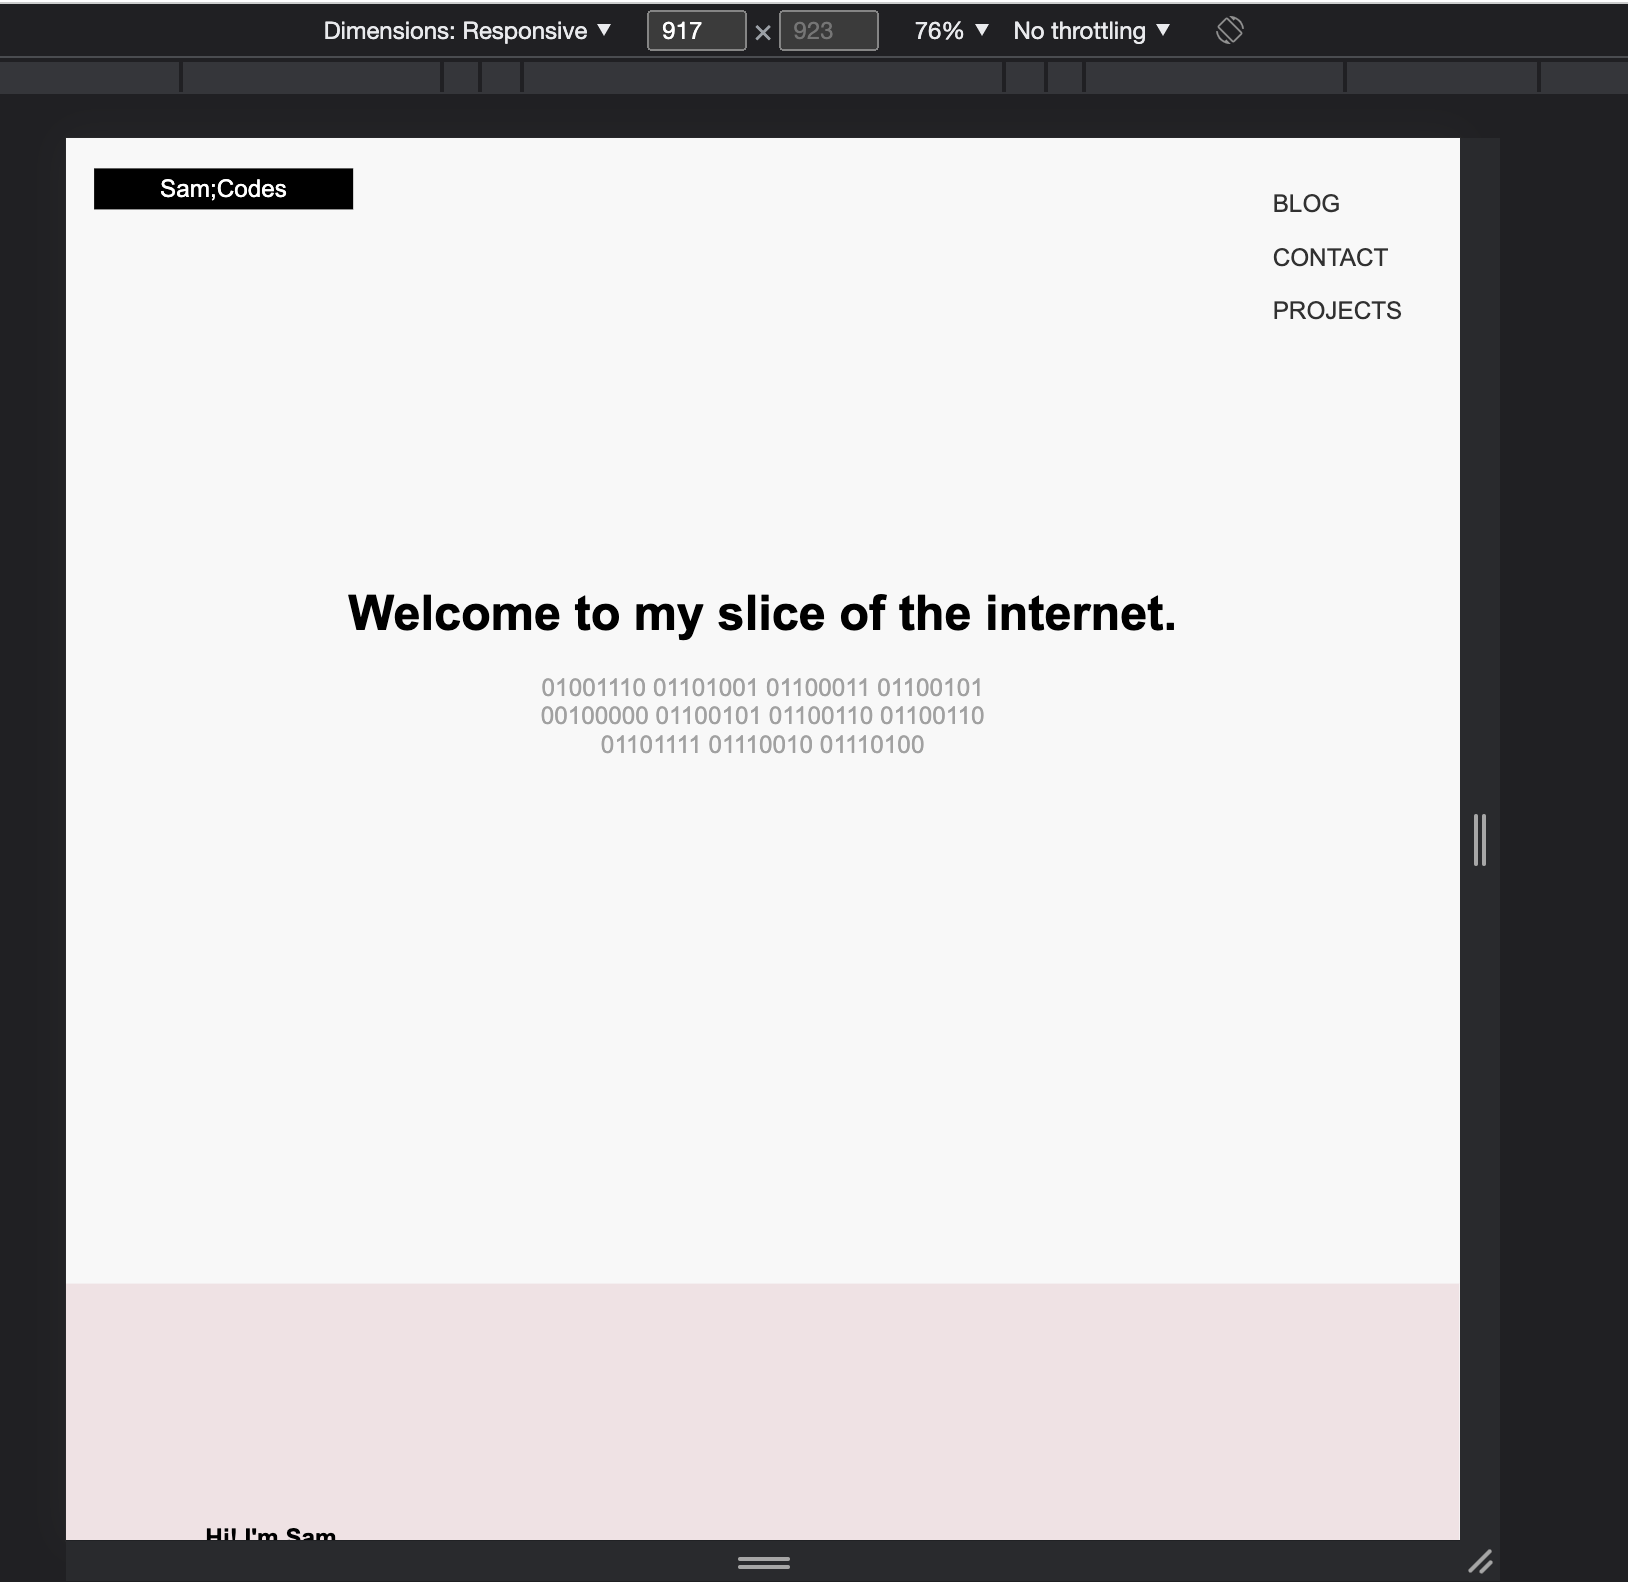 Dimensions: Responsive ▼ 917 × 923 76% ▼ No throttling ▼
Sam;Codes
BLOG
CONTACT
PROJECTS
Welcome to my slice of the internet.
01001110 01101001 01100011 01100101
00100000 01100101 01100110 01100110
01101111 01110010 01110100
Hi! I'm Sam